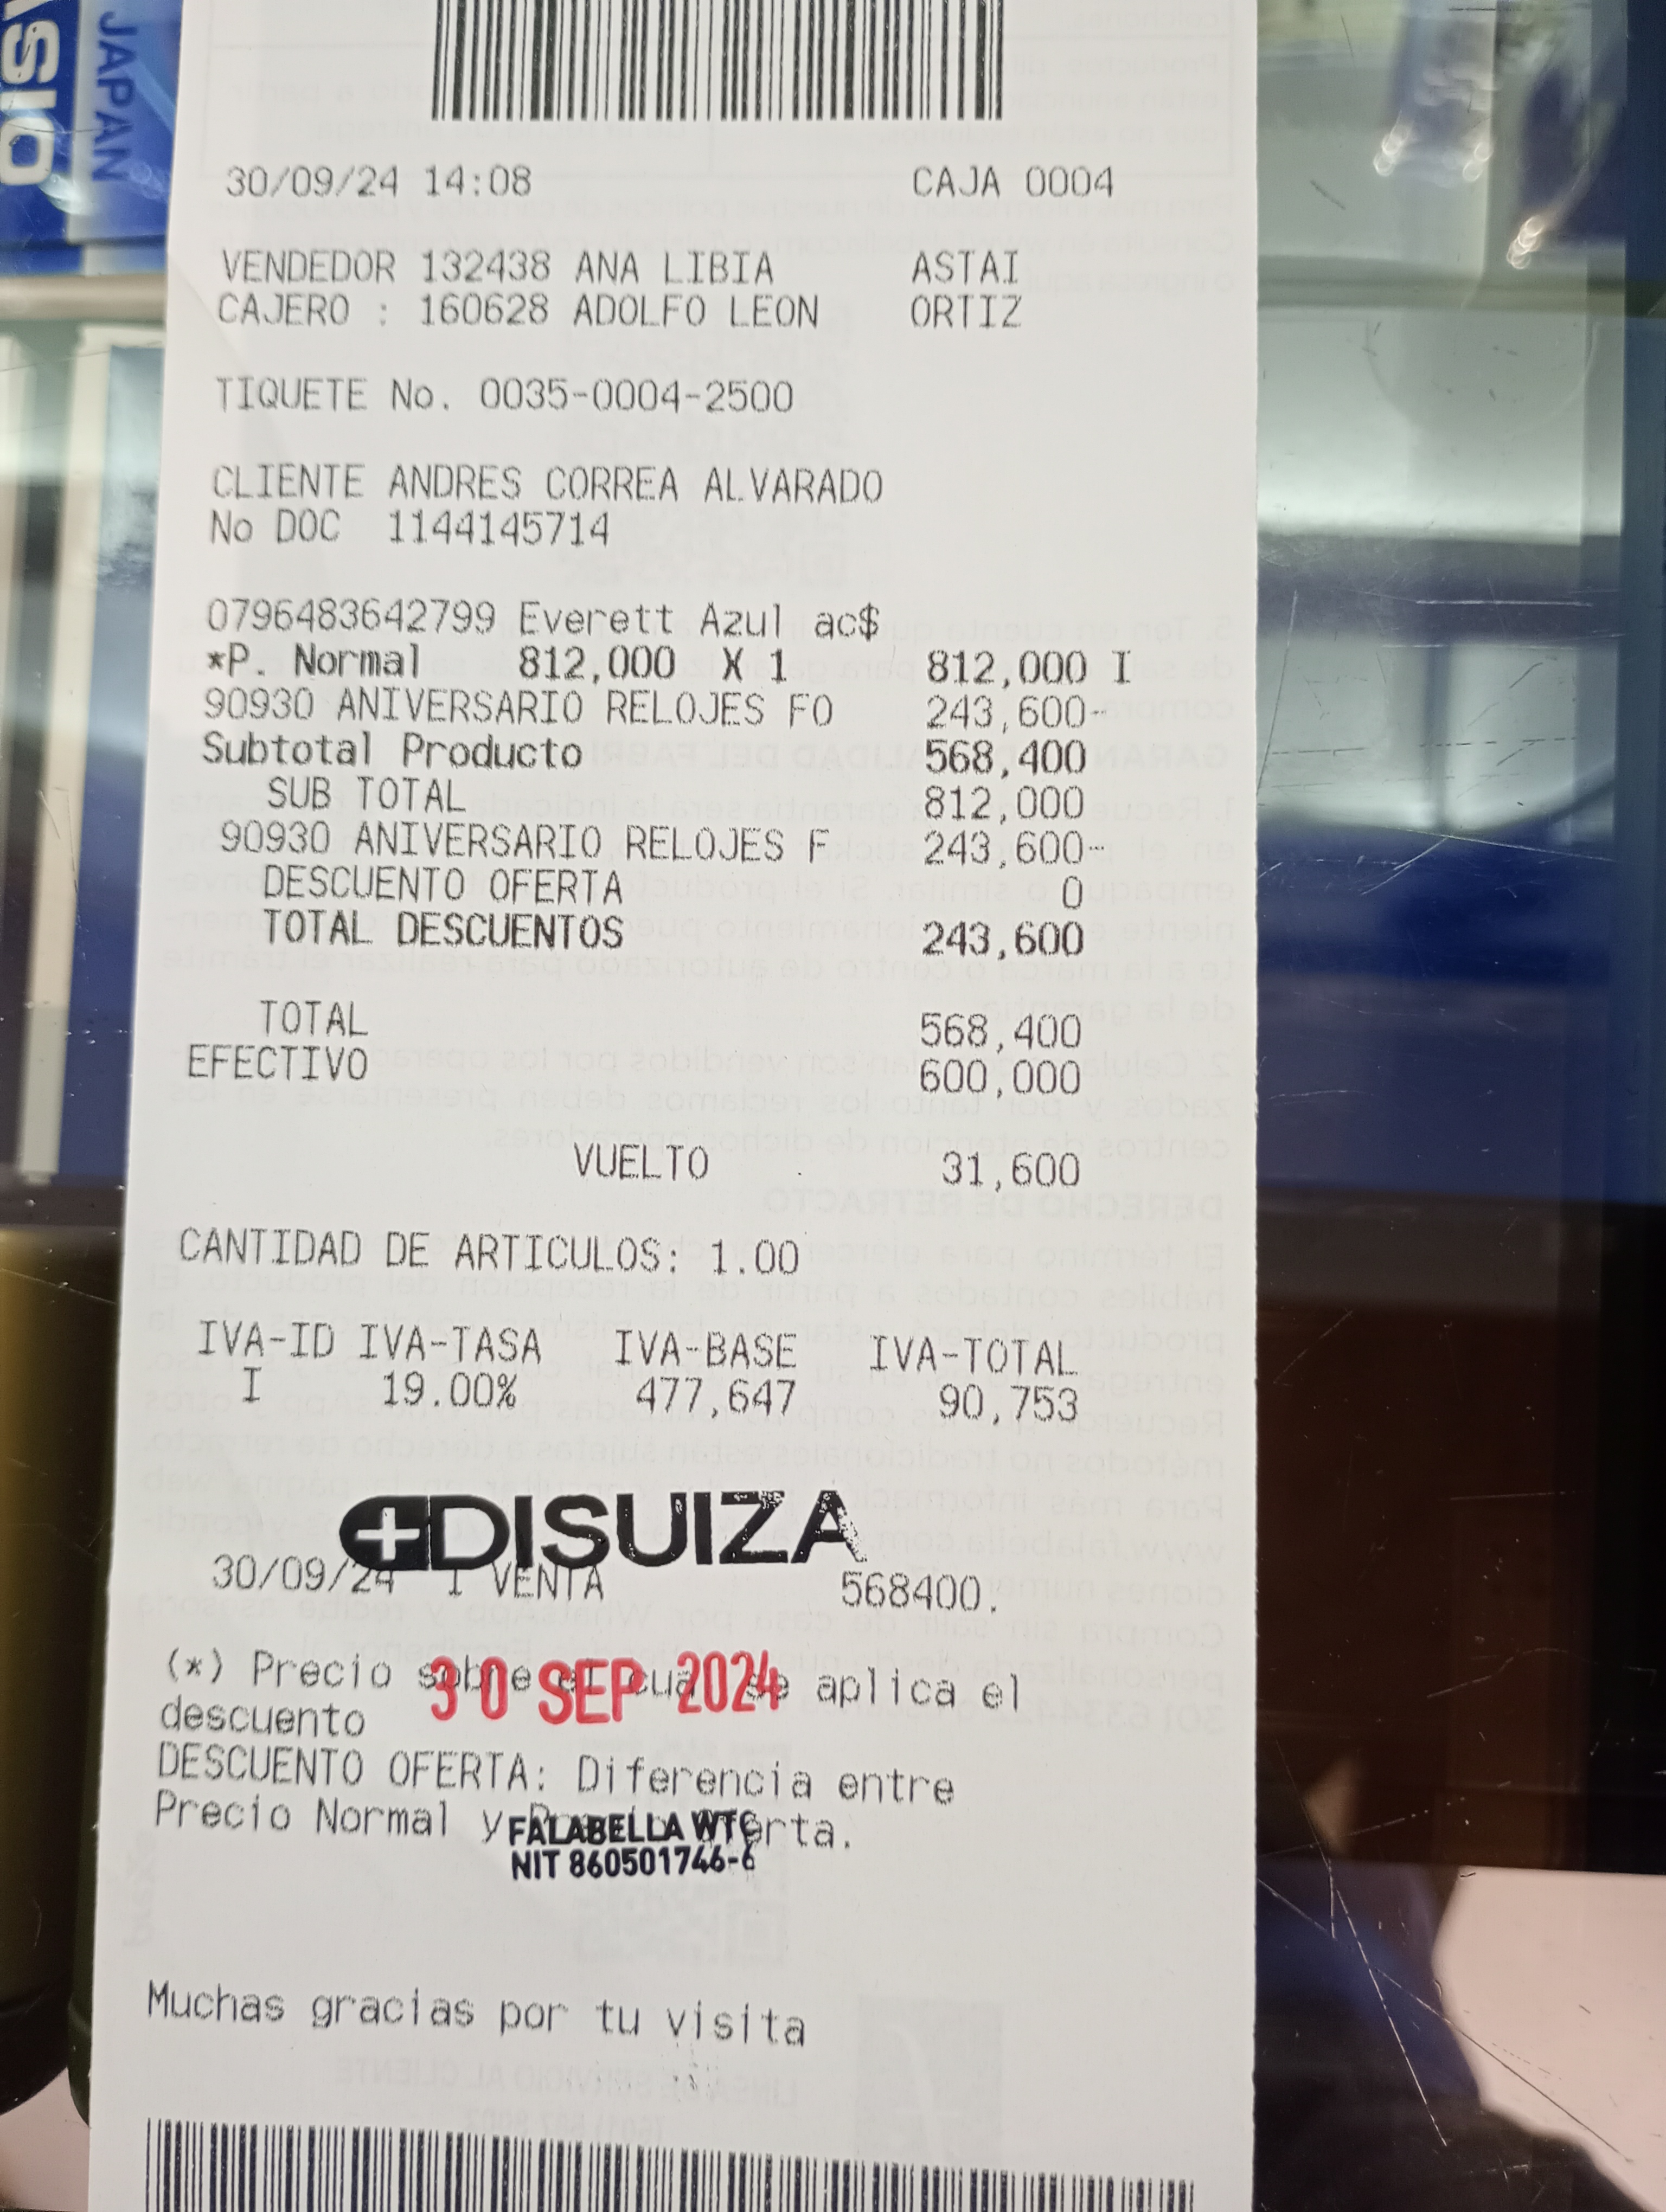 JAPAN
30/09/24 14:08 CAJA 0004
VENDEDOR 132438 ANA LIBIA ASTAI
CAJERO : 160628 ADOLFO LEON ORTIZ
TIQUETE No. 0035-0004-2500
CLIENTE ANDRES CORREA ALVARADO
No DOC 1144145714
0796483642799 Everett Azul ac$
*P. Normal 812,000 X 1 812,000 I
90930 ANIVERSARIO RELOJES FO 243,600-
Subtotal Producto 568,400
SUB TOTAL 812,000
90930 ANIVERSARIO RELOJES F 243,600-
DESCUENTO OFERTA 0
TOTAL DESCUENTOS 243,600
TOTAL 568,400
EFECTIVO 600,000
VUELTO 31,600
CANTIDAD DE ARTICULOS: 1.00
IVA-ID IVA-TASA IVA-BASE IVA-TOTAL
I 19.00% 477,647 90,753
DISUIZA
30/09/24 1 VENTA 568400.
(*) Precio sobre el cual se aplica el
30 SEP 2024
descuento
DESCUENTO OFERTA: Diferencia entre
Precio Normal y
FALABELLA WTC
NIT 860501746-6
Muchas gracias por tu visita